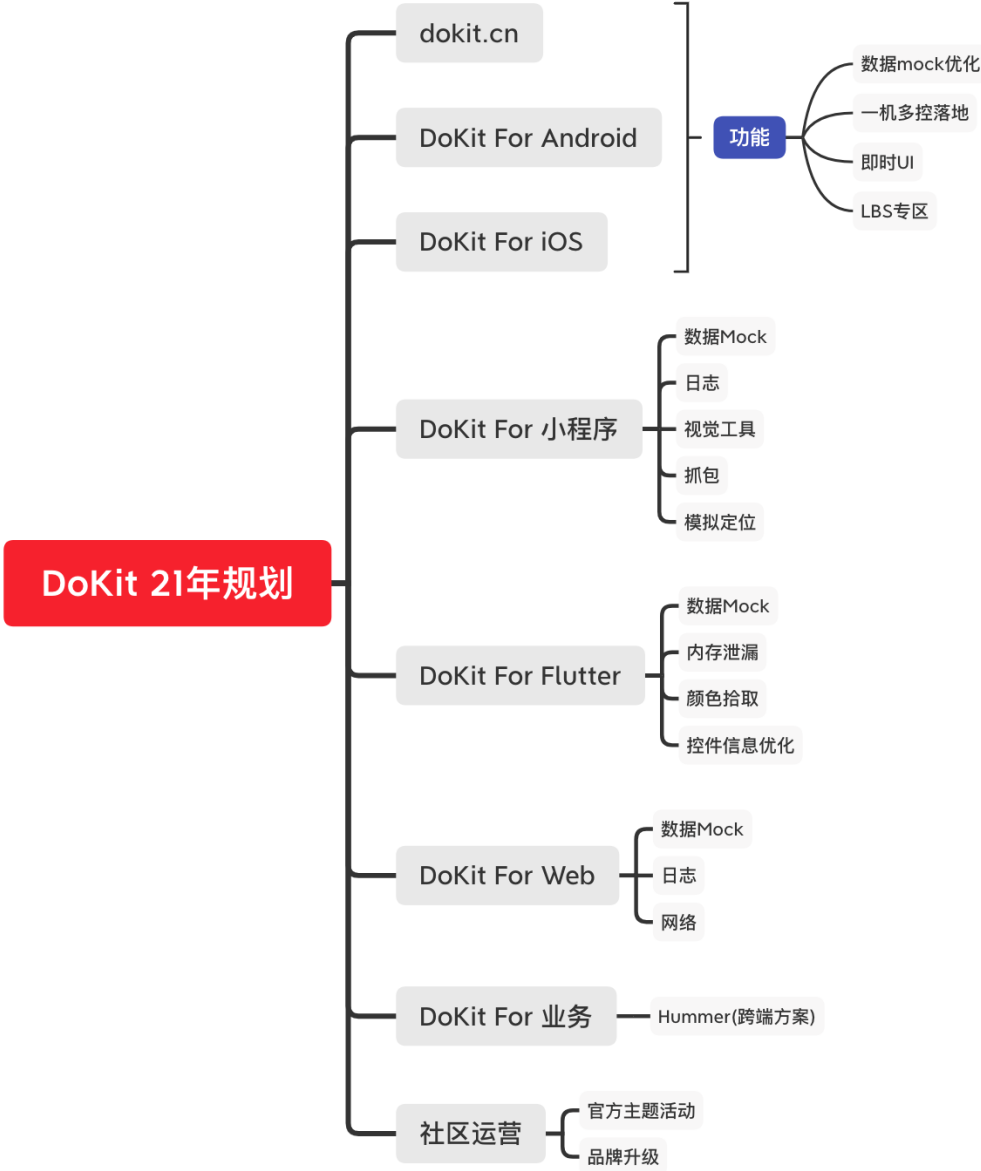 DoKit 21年规划
dokit.cn
DoKit For Android
DoKit For iOS
功能
数据mock优化
一机多控落地
即时UI
LBS专区
DoKit For 小程序
数据Mock
日志
视觉工具
抓包
模拟定位
DoKit For Flutter
数据Mock
内存泄漏
颜色拾取
控件信息优化
DoKit For Web
数据Mock
日志
网络
DoKit For 业务
Hummer(跨端方案)
社区运营
官方主题活动
品牌升级